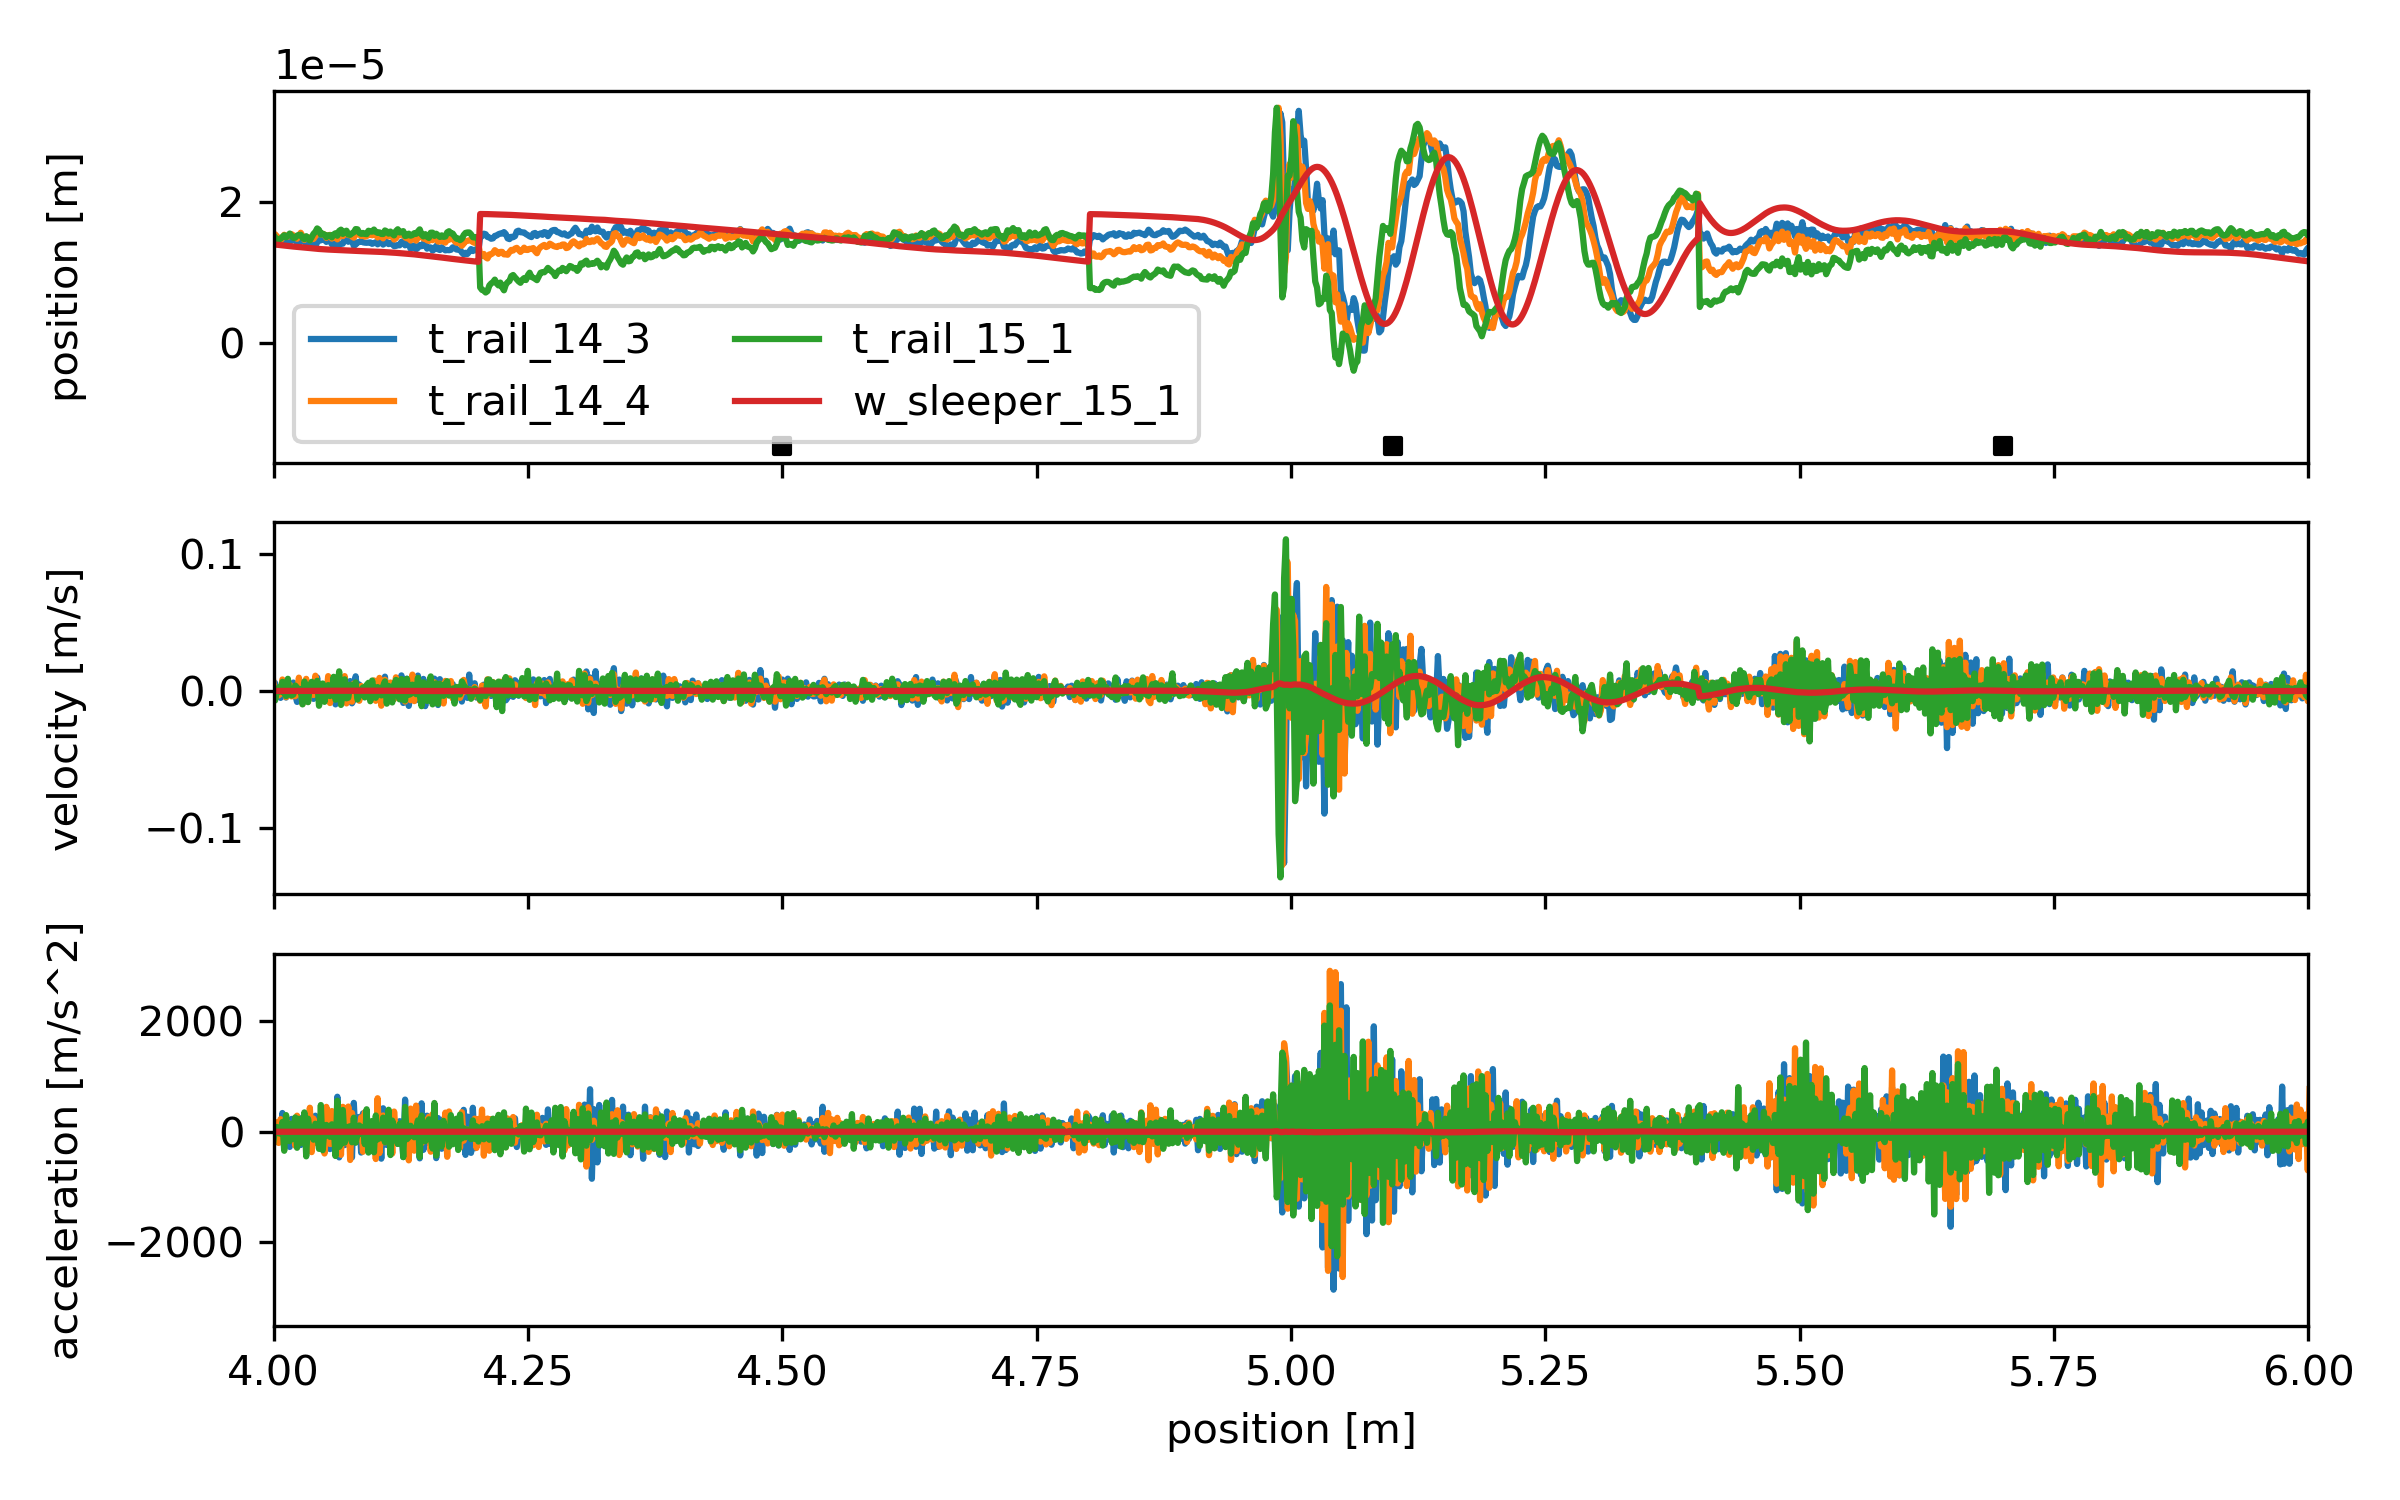 1e−5
position [m]
2
0
t_rail_14_3 t_rail_15_1
t_rail_14_4 w_sleeper_15_1
velocity [m/s]
0.1
0.0
−0.1
acceleration [m/s^2]
2000
0
−2000
4.00 4.25 4.50 4.75 5.00 5.25 5.50 5.75 6.00
position [m]